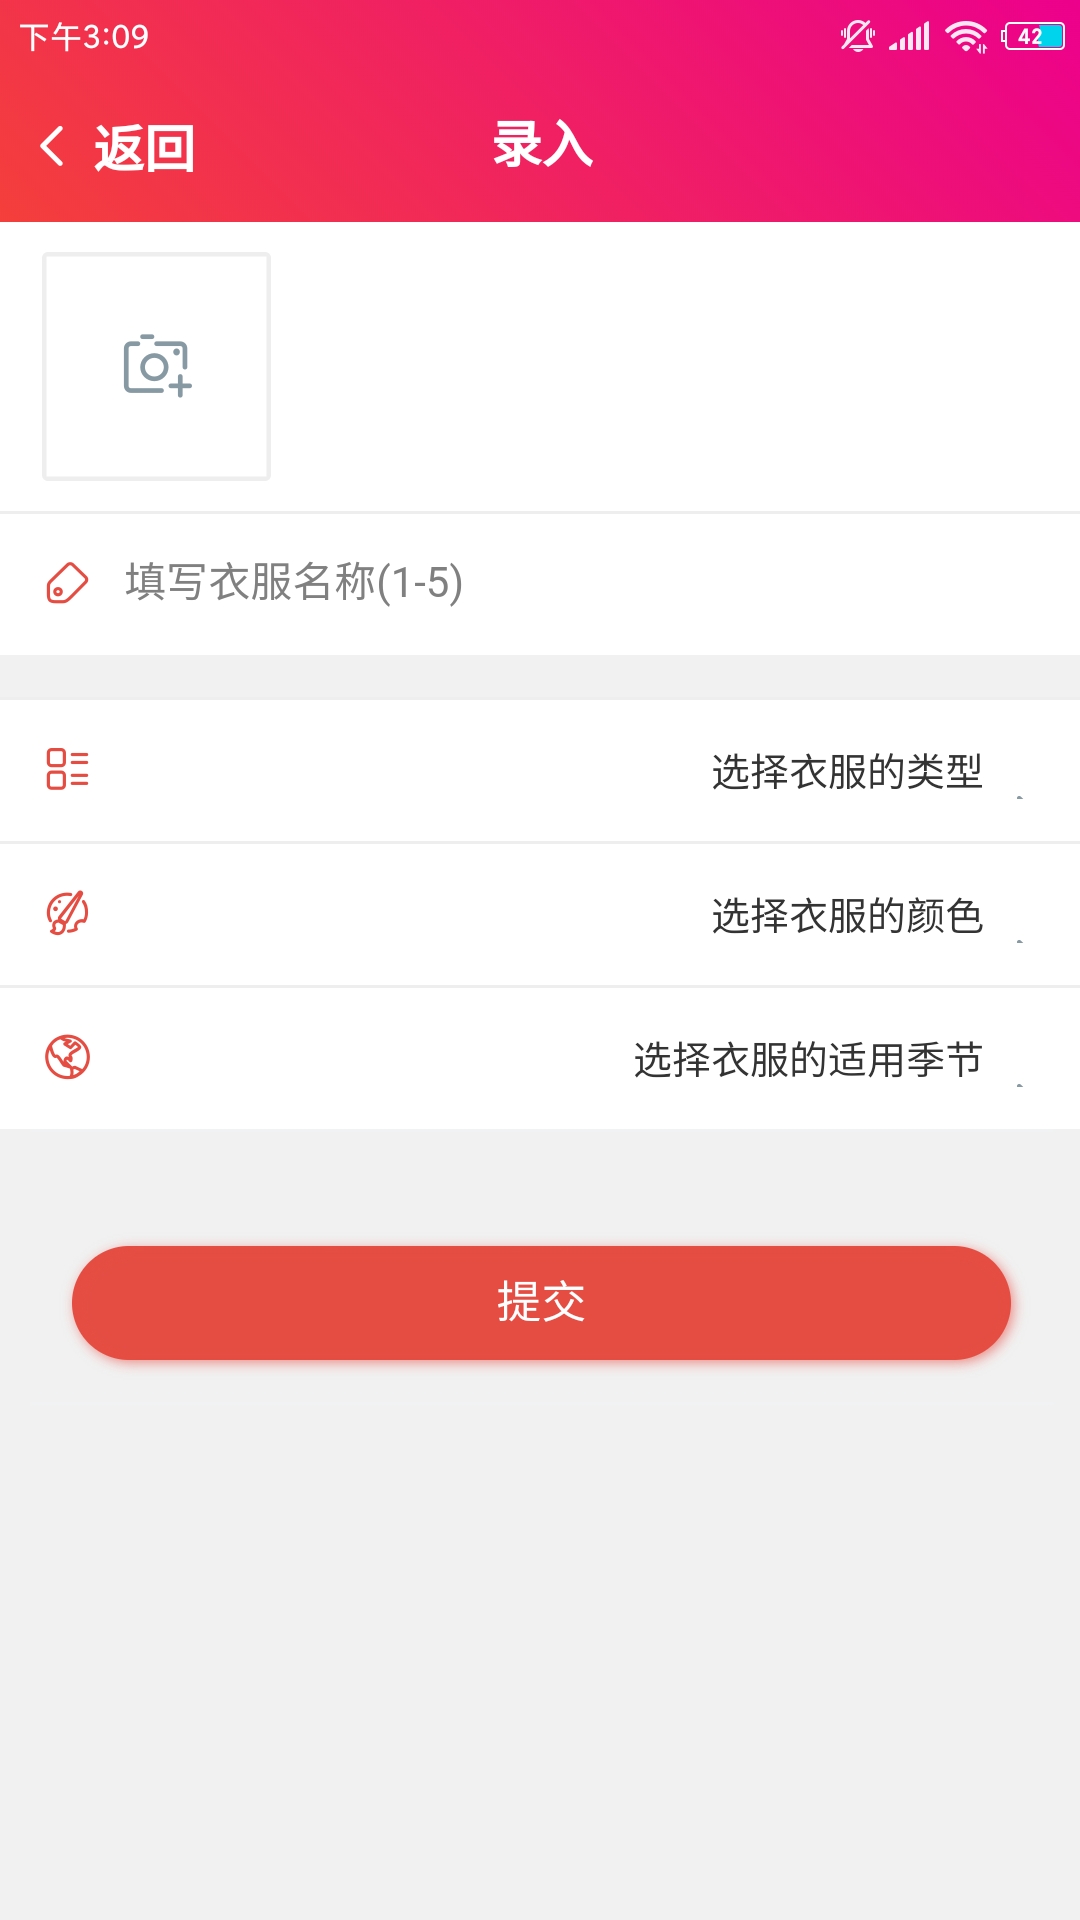 下午3:09
42
返回
录入
填写衣服名称(1-5)
选择衣服的类型
选择衣服的颜色
选择衣服的适用季节
提交